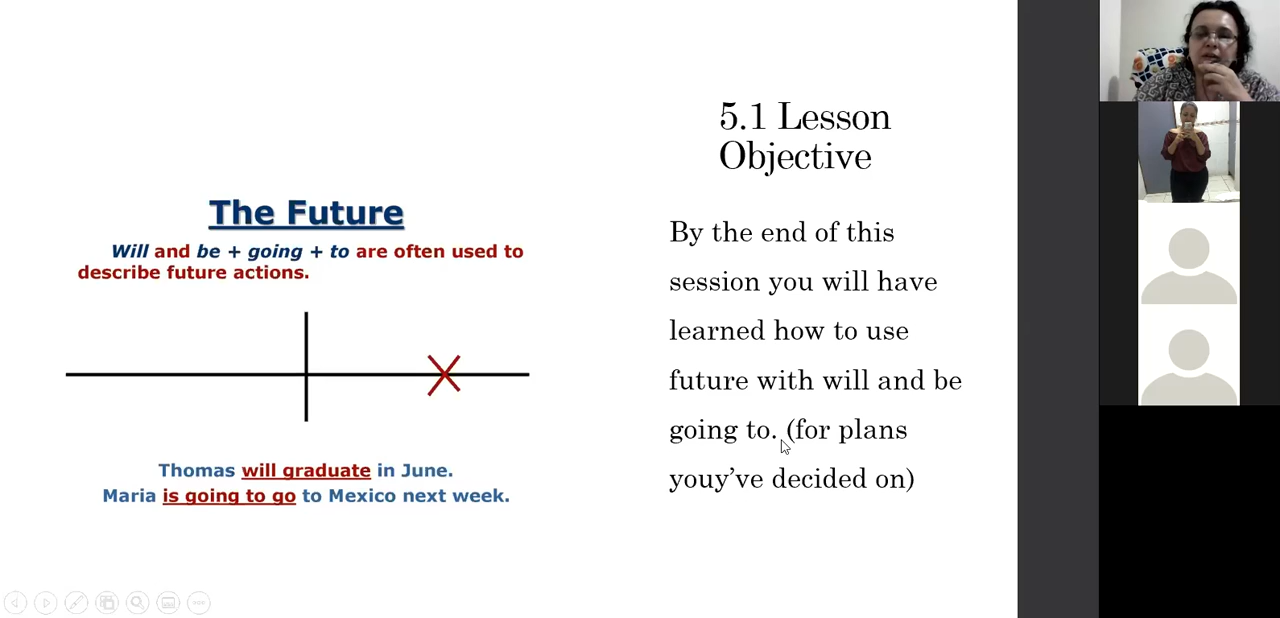 The Future
Will and be + going + to are often used to
describe future actions.
Thomas will graduate in June.
Maria is going to go to Mexico next week.
5.1 Lesson
Objective
By the end of this
session you will have
learned how to use
future with will and be
going to. (for plans
youy’ve decided on)